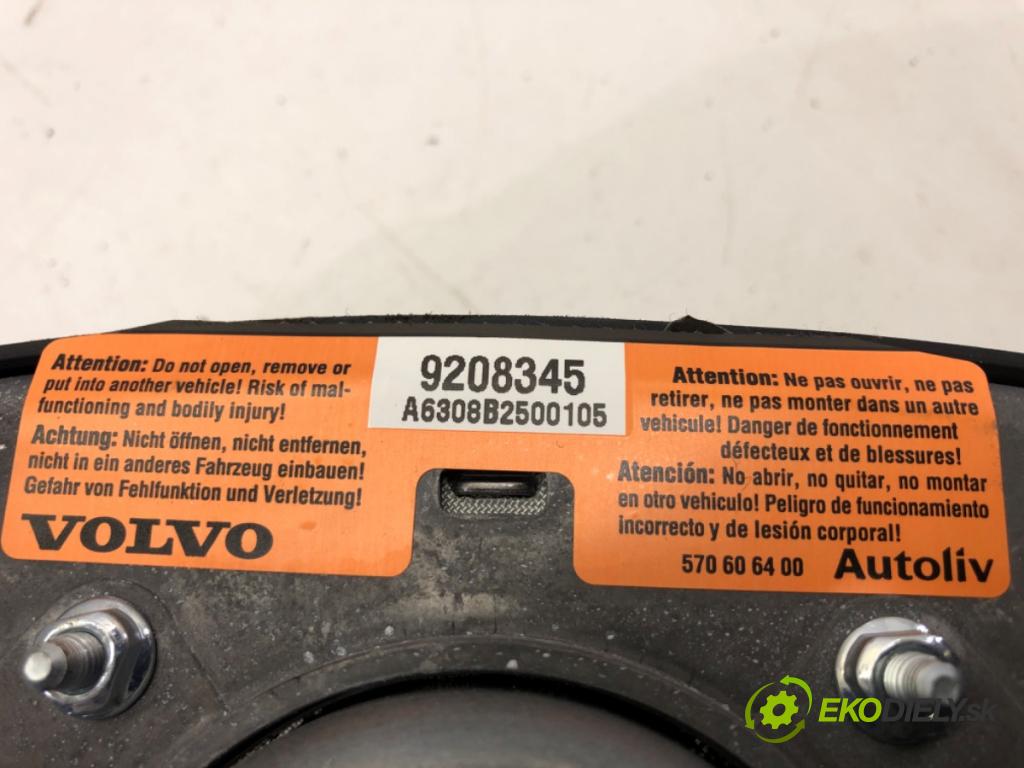 Attention: Do not open, remove or
put into another vehicle! Risk of mal-
functioning and bodily injury!
Achtung: Nicht öffnen, nicht entfernen,
nicht in ein anderes Fahrzeug einbauen!
Gefahr von Fehlfunktion und Verletzung!
VOLVO
9208345
A6308B2500105
Attention: Ne pas ouvrir, ne pas
retirer, ne pas monter dans un autre
vehicule! Danger de fonctionnement
défecteux et de blessures!
Atención: No abrir, no quitar, no montar
en otro vehiculo! Peligro de funcionamiento
incorrecto y de lesión corporal!
570 60 64 00 Autoliv
EKODIELY.sk